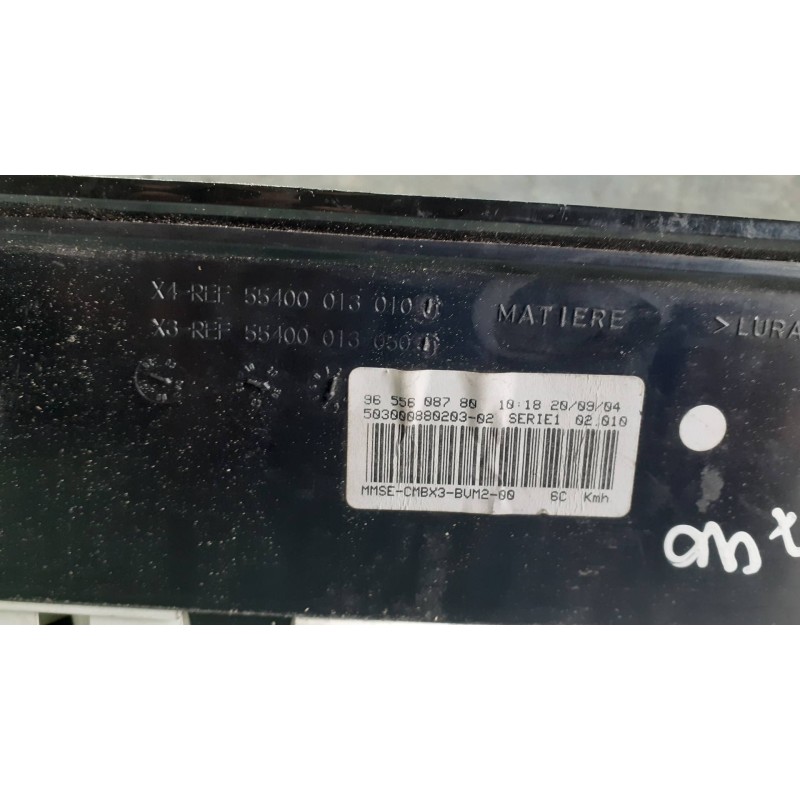 X4-REF 55400 013 010
X3-REF 55400 013 050
MATIERE
>LURA
96 556 087 80 10:18 20/09/04
503000880203-02 SERIE1 02.010
MMSE-CMBX3-BVM2-00 6C Kmh